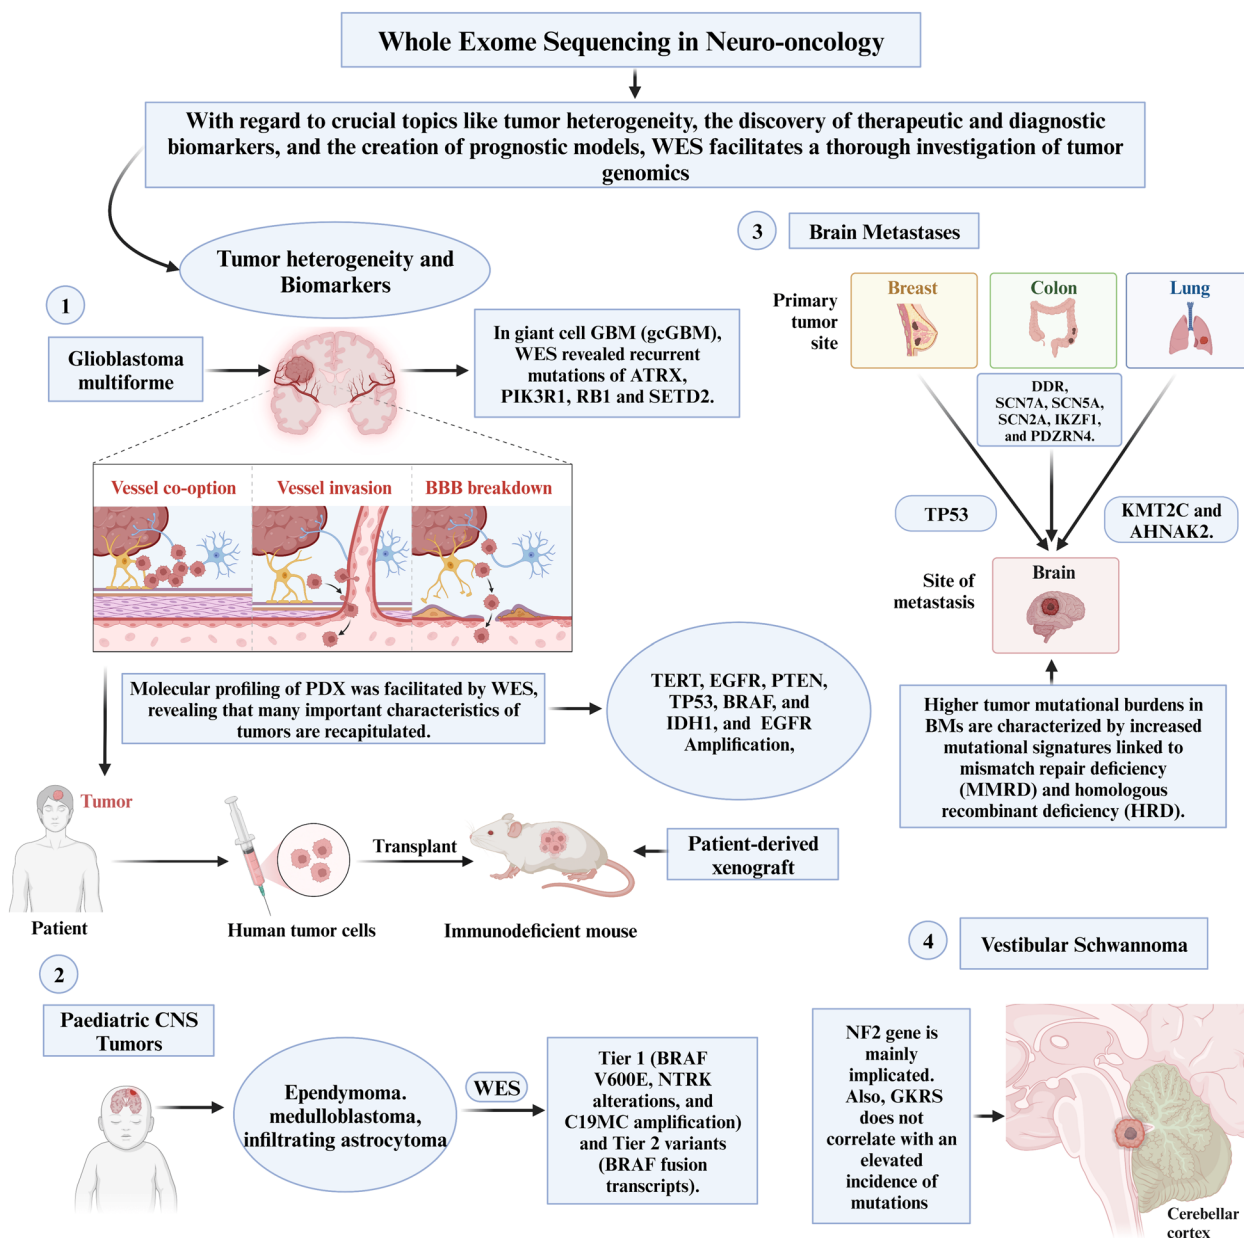 Whole Exome Sequencing in Neuro-oncology
With regard to crucial topics like tumor heterogeneity, the discovery of therapeutic and diagnostic
biomarkers, and the creation of prognostic models, WES facilitates a thorough investigation of tumor
genomics
Tumor heterogeneity and
Biomarkers
1
Glioblastoma
multiforme
In giant cell GBM (gcGBM),
WES revealed recurrent
mutations of ATRX,
PIK3R1, RB1 and SETD2.
Vessel co-option
Vessel invasion
BBB breakdown
Molecular profiling of PDX was facilitated by WES,
revealing that many important characteristics of
tumors are recapitulated.
TERT, EGFR, PTEN,
TP53, BRAF, and
IDH1, and EGFR
Amplification,
Tumor
Patient
Human tumor cells
Transplant
Immunodeficient mouse
Patient-derived
xenograft
2
Paediatric CNS
Tumors
Ependymoma.
medulloblastoma,
infiltrating astrocytoma
WES
Tier 1 (BRAF
V600E, NTRK
alterations, and
C19MC amplification)
and Tier 2 variants
(BRAF fusion
transcripts).
3
Brain Metastases
Primary
tumor
site
Breast
Colon
Lung
DDR,
SCN7A, SCN5A,
SCN2A, IKZF1,
and PDZRN4.
TP53
KMT2C and
AHNAK2.
Site of
metastasis
Brain
Higher tumor mutational burdens in
BMs are characterized by increased
mutational signatures linked to
mismatch repair deficiency
(MMRD) and homologous
recombinant deficiency (HRD).
4
Vestibular Schwannoma
NF2 gene is
mainly
implicated.
Also, GKRS
does not
correlate with an
elevated
incidence of
mutations
Cerebellar
cortex